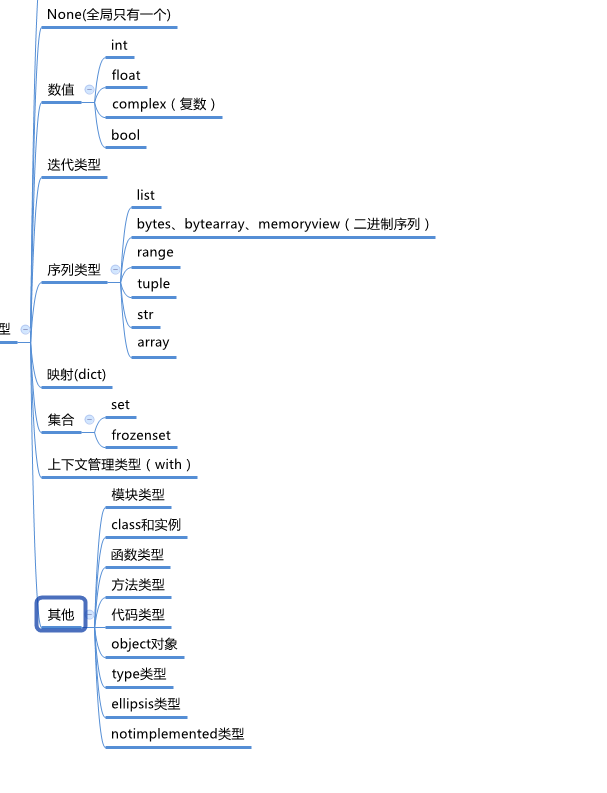 None(全局只有一个)
数值
int
float
complex（复数）
bool
迭代类型
序列类型
list
bytes、bytearray、memoryview（二进制序列）
range
tuple
str
array
型
映射(dict)
集合
set
frozenset
上下文管理类型（with）
其他
模块类型
class和实例
函数类型
方法类型
代码类型
object对象
type类型
ellipsis类型
notimplemented类型